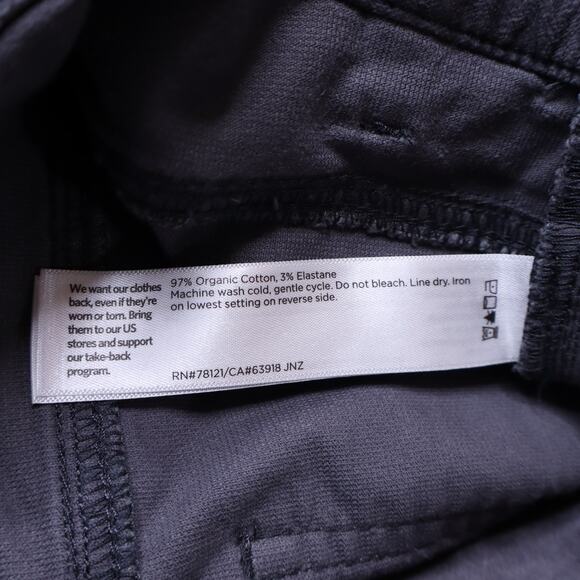 We want our clothes
back, even if they're
worn or torn. Bring
them to our US
stores and support
our take-back
program.
97% Organic Cotton, 3% Elastane
Machine wash cold, gentle cycle. Do not bleach. Line dry. Iron
on lowest setting on reverse side.
RN#78121/CA#63918 JNZ